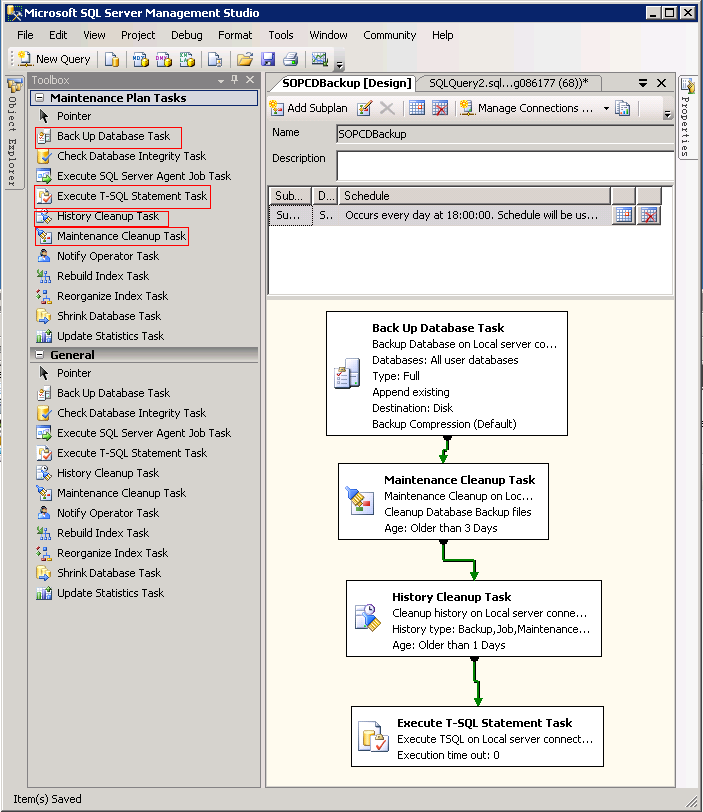 Microsoft SQL Server Management Studio
File Edit View Project Debug Format Tools Window Community Help
New Query
Object Explorer
Toolbox
Maintenance Plan Tasks
Pointer
Back Up Database Task
Check Database Integrity Task
Execute SQL Server Agent Job Task
Execute T-SQL Statement Task
History Cleanup Task
Maintenance Cleanup Task
Notify Operator Task
Rebuild Index Task
Reorganize Index Task
Shrink Database Task
Update Statistics Task
General
Pointer
Back Up Database Task
Check Database Integrity Task
Execute SQL Server Agent Job Task
Execute T-SQL Statement Task
History Cleanup Task
Maintenance Cleanup Task
Notify Operator Task
Rebuild Index Task
Reorganize Index Task
Shrink Database Task
Update Statistics Task
SOPCDBackup [Design] SQLQuery2.sql...g086177 (68))*
Add Subplan Manage Connections ...
Name SOPCDBackup
Description
Sub... D... Schedule
Su... S.. Occurs every day at 18:00:00. Schedule will be us...
Back Up Database Task
Backup Database on Local server co...
Databases: All user databases
Type: Full
Append existing
Destination: Disk
Backup Compression (Default)
Maintenance Cleanup Task
Maintenance Cleanup on Loc...
Cleanup Database Backup files
Age: Older than 3 Days
History Cleanup Task
Cleanup history on Local server conne...
History type: Backup,Job,Maintenance...
Age: Older than 1 Days
Execute T-SQL Statement Task
Execute TSQL on Local server connect...
Execution time out: 0
Properties
Item(s) Saved